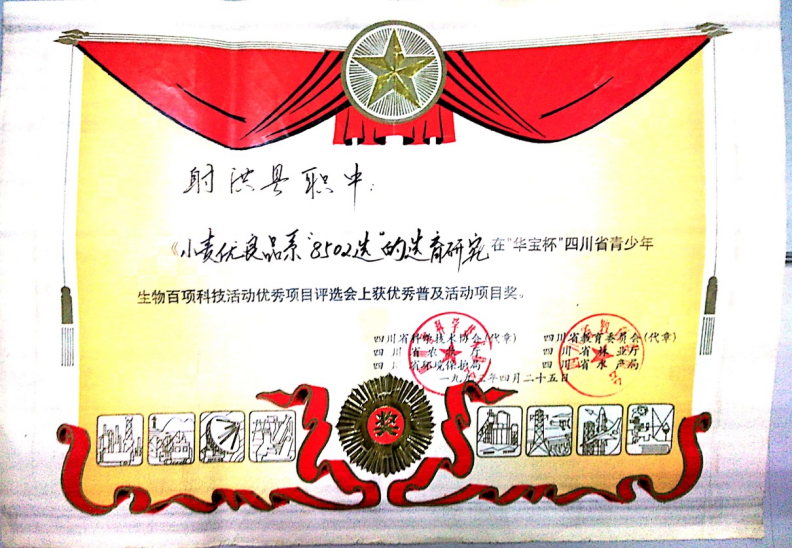 射洪县职中:
《小麦优良品系"8502选"的选育研究》在"华宝杯"四川省青少年
生物百项科技活动优秀项目评选会上获优秀普及活动项目奖。
四川省科学技术协会(代章) 四川省教育委员会(代章)
四川省农牧厅 四川省林业厅
四川省环境保护局 四川省水产局
一九九三年四月二十五日
奖